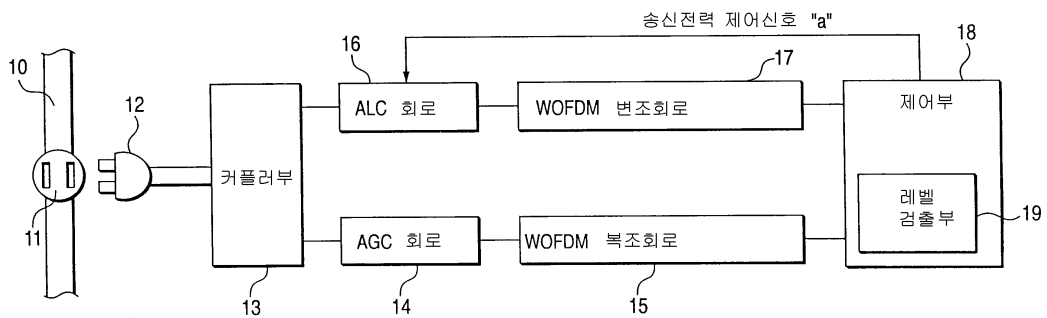 송신전력 제어신호 "a"
10
12
16
17
18
ALC 회로
WOFDM 변조회로
제어부
커플러부
11
레벨
검출부
19
AGC 회로
WOFDM 복조회로
13
14
15